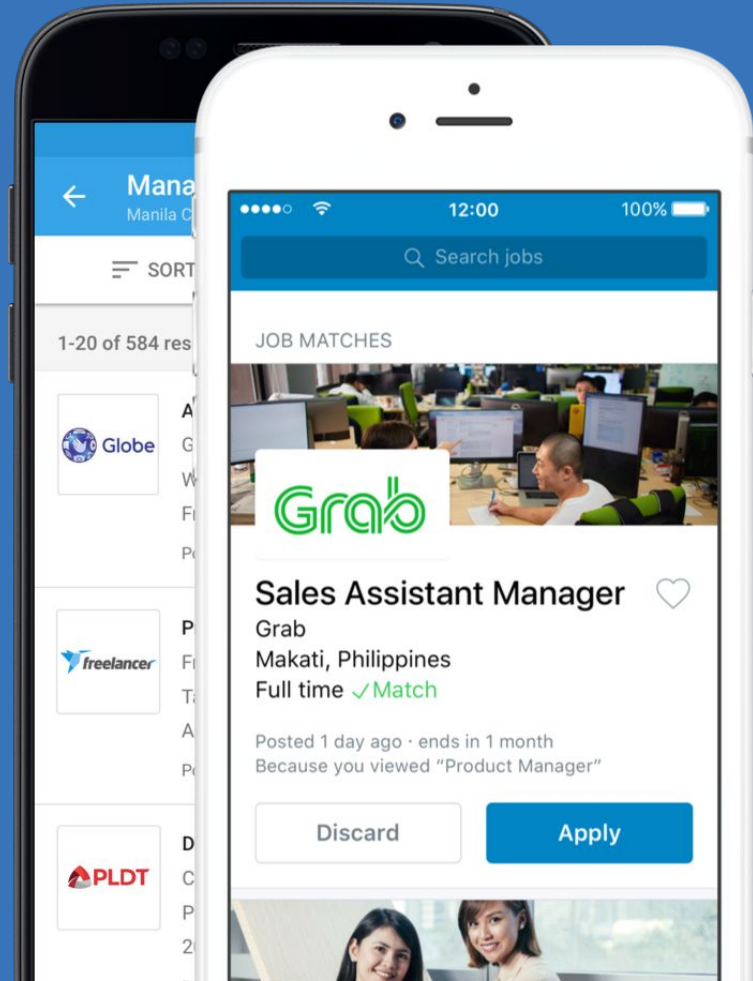 Mana
Manila C
SORT
1-20 of 584 res
Globe
A
G
W
F
P
freelancer
P
F
T
A
P
PLDT
D
C
P
2
12:00
100%
Search jobs
JOB MATCHES
Grab
Sales Assistant Manager
Grab
Makati, Philippines
Full time ✓Match
Posted 1 day ago · ends in 1 month
Because you viewed “Product Manager”
Discard
Apply